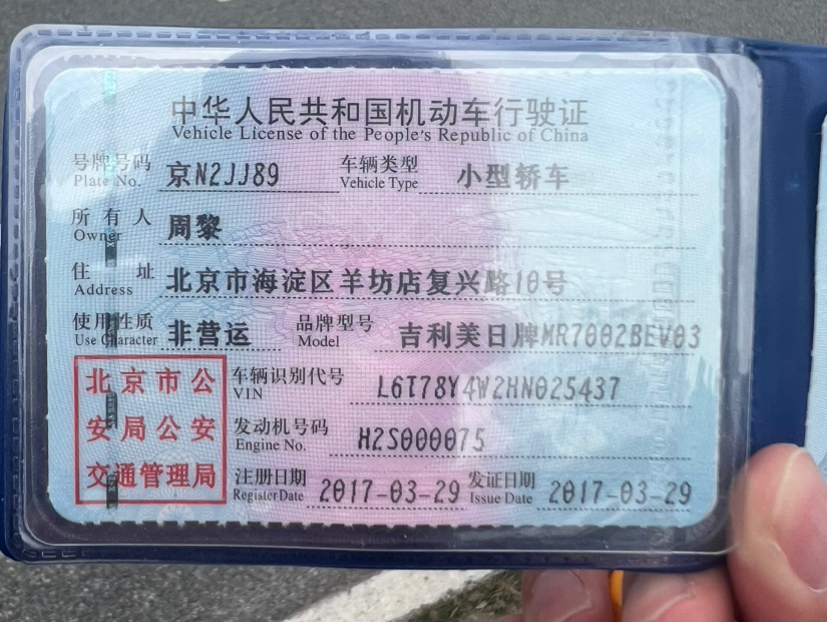 中华人民共和国机动车行驶证
Vehicle License of the People's Republic of China
号牌号码 京N2JJ89 车辆类型 小型轿车
Plate No. Vehicle Type
所有人 周黎
Owner
住址 北京市海淀区羊坊店复兴路10号
Address
使用性质 非营运 品牌型号 吉利美日牌MR7002BEV03
Use Character Model
北京市公 车辆识别代号 L6T78Y4W2HN025437
VIN
安局公安 发动机号码 H2S000075
Engine No.
交通管理局 注册日期 2017-03-29 发证日期 2017-03-29
Register Date Issue Date